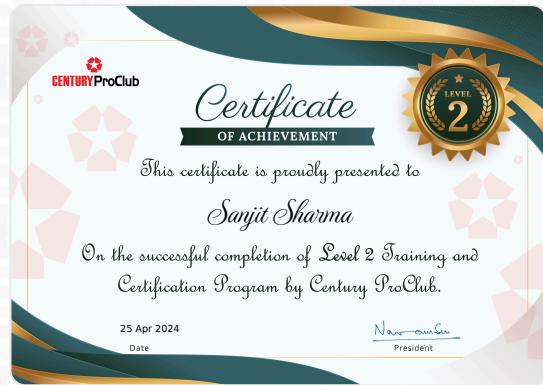 CENTURY ProClub
LEVEL
2
Certificate
OF ACHIEVEMENT
This certificate is proudly presented to
Sanjit Sharma
On the successful completion of Level 2 Training and
Certification Program by Century ProClub.
25 Apr 2024
Date
President